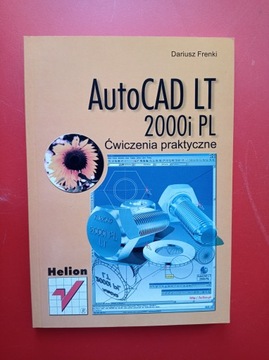 Dariusz Frenki
AutoCAD LT
2000i PL
Ćwiczenia praktyczne
Helion